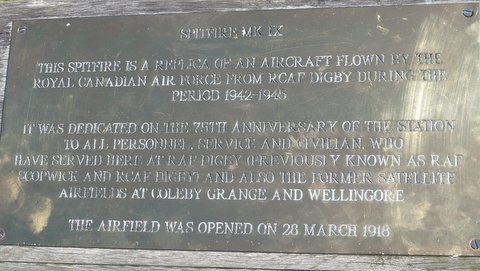 SPITFIRE MK IX
THIS SPITFIRE IS A REPLICA OF AN AIRCRAFT FLOWN BY THE
ROYAL CANADIAN AIR FORCE FROM RCAF DIGBY DURING THE
PERIOD 1942-1945
IT WAS DEDICATED ON THE 75TH ANNIVERSARY OF THE STATION
TO ALL PERSONNEL, SERVICE AND CIVILIAN, WHO
HAVE SERVED HERE AT RAF DIGBY (PREVIOUSLY KNOWN AS RAF
SCOPWICK AND RCAF DIGBY) AND ALSO THE FORMER SATELLITE
AIRFIELDS AT COLEBY GRANGE AND WELLINGORE
THE AIRFIELD WAS OPENED ON 28 MARCH 1918